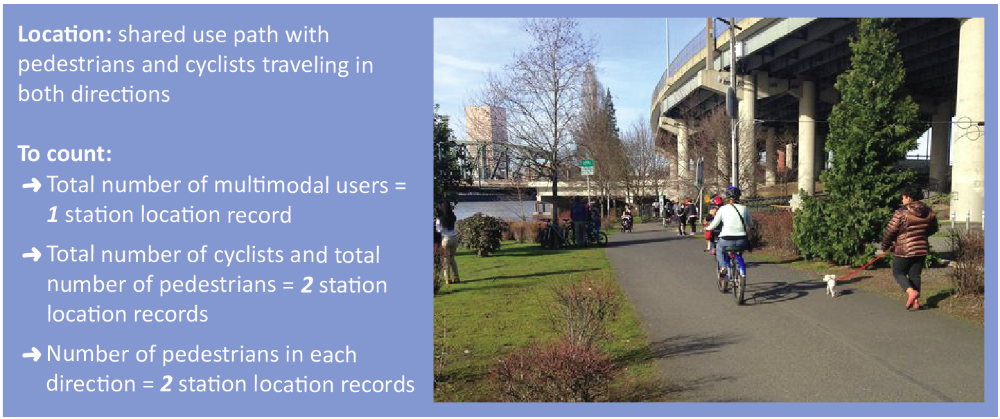 Location: shared use path with
pedestrians and cyclists traveling in
both directions
To count:
➜ Total number of multimodal users =
1 station location record
➜ Total number of cyclists and total
number of pedestrians = 2 station
location records
➜ Number of pedestrians in each
direction = 2 station location records